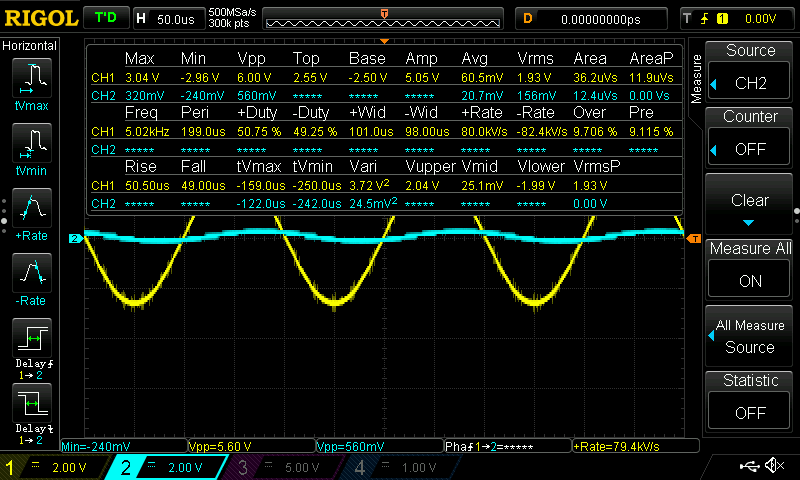 RIGOL T'D H 50.0us 500MSa/s 300k pts T D 0.00000000ps T 1 0.00V
Horizontal
tVmax
tVmin
+Rate
-Rate
Delay
1→2
Delay
1→2
Max Min Vpp Top Base Amp Avg Vrms Area AreaP
CH1 3.04 V -2.96 V 6.00 V 2.55 V -2.50 V 5.05 V 60.5mV 1.93 V 36.2uVs 11.9uVs
CH2 320mV -240mV 560mV ***** ***** ***** 20.7mV 156mV 12.4uVs 0.00 Vs
Freq Peri +Duty -Duty +Wid -Wid +Rate -Rate Over Pre
CH1 5.02kHz 199.0us 50.75 % 49.25 % 101.0us 98.00us 80.0kV/s -82.4kV/s 9.706 % 9.115 %
CH2 ***** ***** ***** ***** ***** ***** ***** ***** ***** *****
Rise Fall tVmax tVmin Vari Vupper Vmid Vlower VrmsP
CH1 50.50us 49.00us -159.0us -250.0us 3.72 V² 2.04 V 25.1mV -1.99 V 1.93 V
CH2 ***** ***** -122.0us -242.0us 24.5mV² ***** ***** ***** 0.00 V
2
T
Measure
Source
CH2
Counter
OFF
Clear
Measure All
ON
All Measure
Source
Statistic
OFF
Min=-240mV Vpp=5.60 V Vpp=560mV Pha 1→2=***** +Rate=79.4kV/s
1 2.00 V 2 2.00 V 3 5.00 V 4 1.00 V